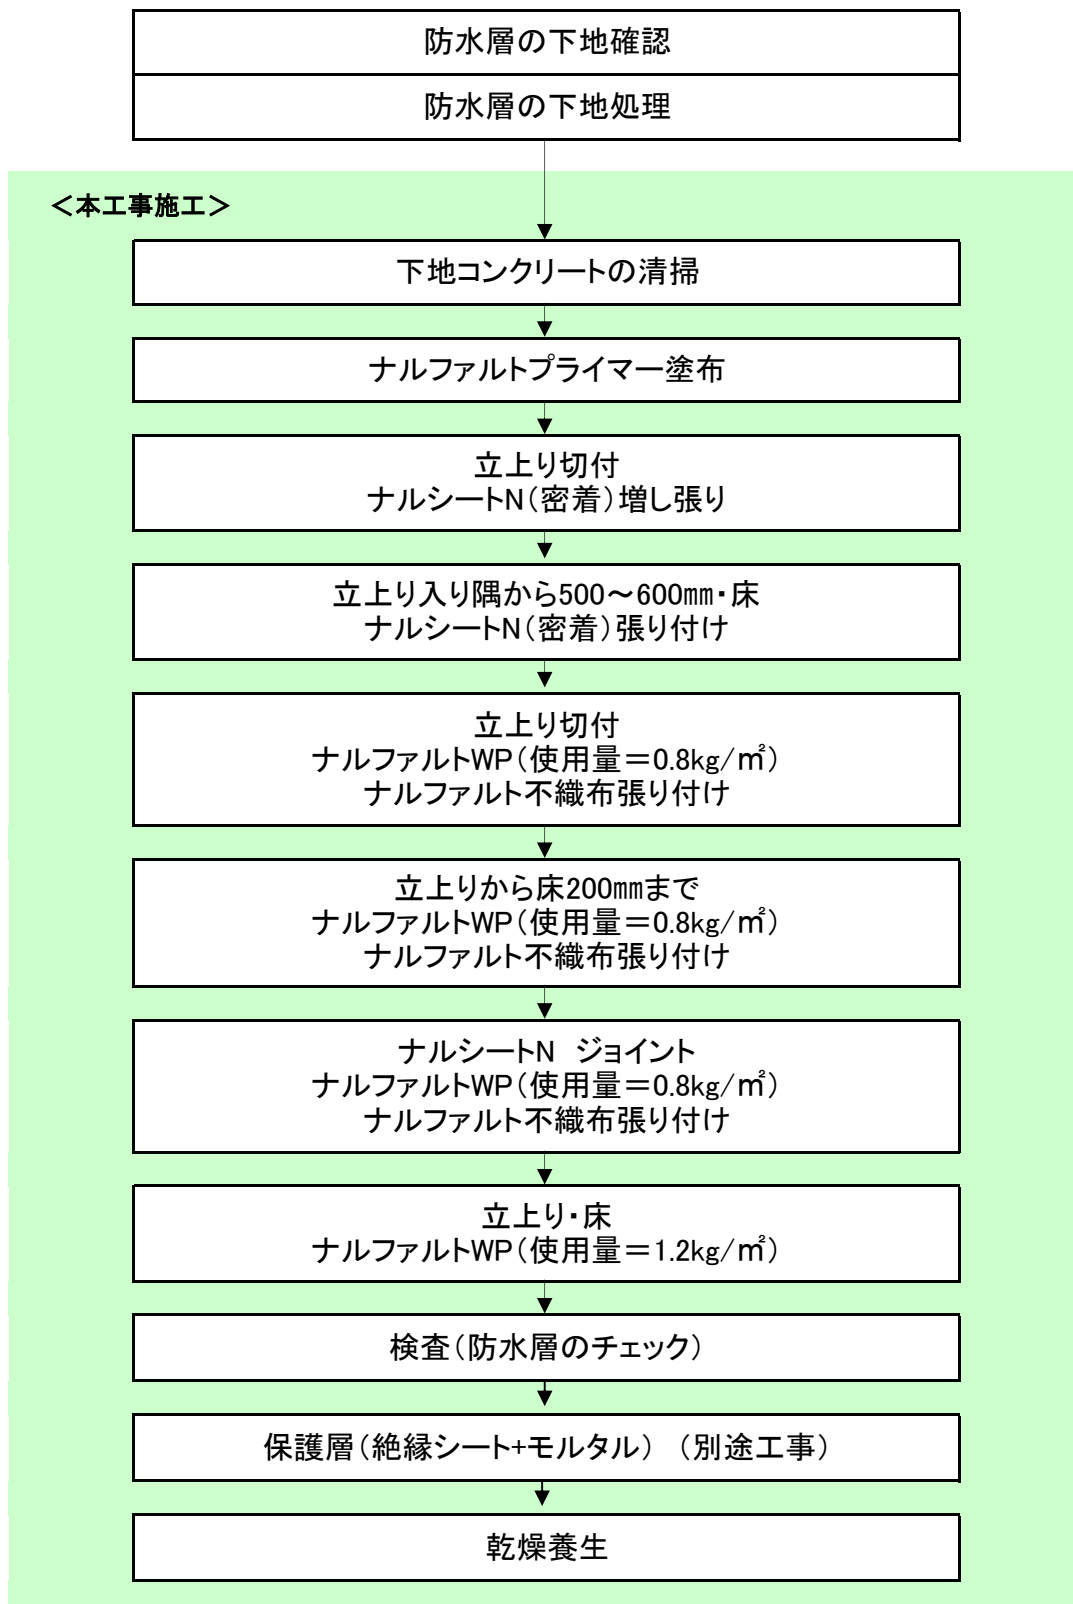 防水層の下地確認
防水層の下地処理
＜本工事施工＞
下地コンクリートの清掃
ナルファルトプライマー塗布
立上り切付
ナルシートN（密着）増し張り
立上り入り隅から500～600㎜・床
ナルシートN（密着）張り付け
立上り切付
ナルファルトWP（使用量＝0.8kg/㎡）
ナルファルト不織布張り付け
立上りから床200㎜まで
ナルファルトWP（使用量＝0.8kg/㎡）
ナルファルト不織布張り付け
ナルシートN　ジョイント
ナルファルトWP（使用量＝0.8kg/㎡）
ナルファルト不織布張り付け
立上り・床
ナルファルトWP（使用量＝1.2kg/㎡）
検査（防水層のチェック）
保護層（絶縁シート+モルタル）（別途工事）
乾燥養生